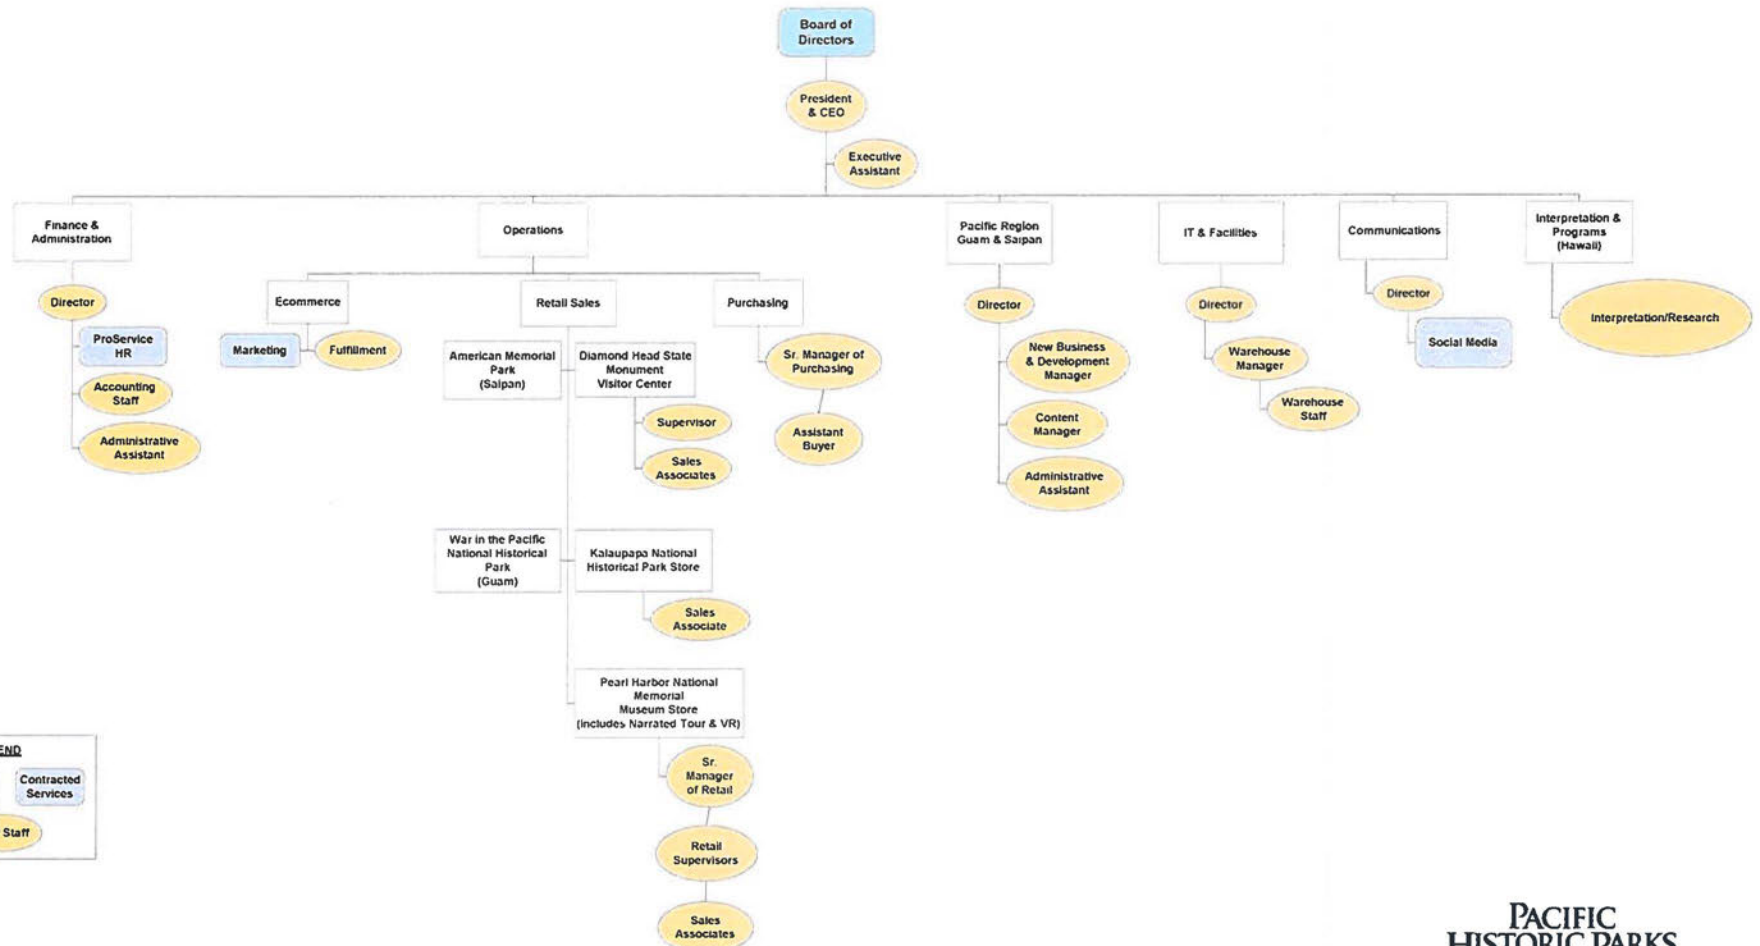 Board of
Directors
President
& CEO
Executive
Assistant
Finance &
Administration
Operations
Pacific Region
Guam & Saipan
IT & Facilities
Communications
Interpretation &
Programs
(Hawaii)
Director
Ecommerce
Retail Sales
Purchasing
Director
Director
Director
Interpretation/Research
ProService
HR
Marketing
Fulfillment
American Memorial
Park
(Saipan)
Diamond Head State
Monument
Visitor Center
Sr. Manager of
Purchasing
New Business
& Development
Manager
Warehouse
Manager
Social Media
Accounting
Staff
Supervisor
Assistant
Buyer
Content
Manager
Warehouse
Staff
Administrative
Assistant
Sales
Associates
Administrative
Assistant
War in the Pacific
National Historical
Park
(Guam)
Kalaupapa National
Historical Park Store
Sales
Associate
Pearl Harbor National
Memorial
Museum Store
(includes Narrated Tour & VR)
Sr.
Manager
of Retail
Retail
Supervisors
Sales
Associates
END
Contracted
Services
Staff
PACIFIC
HISTORIC PARKS